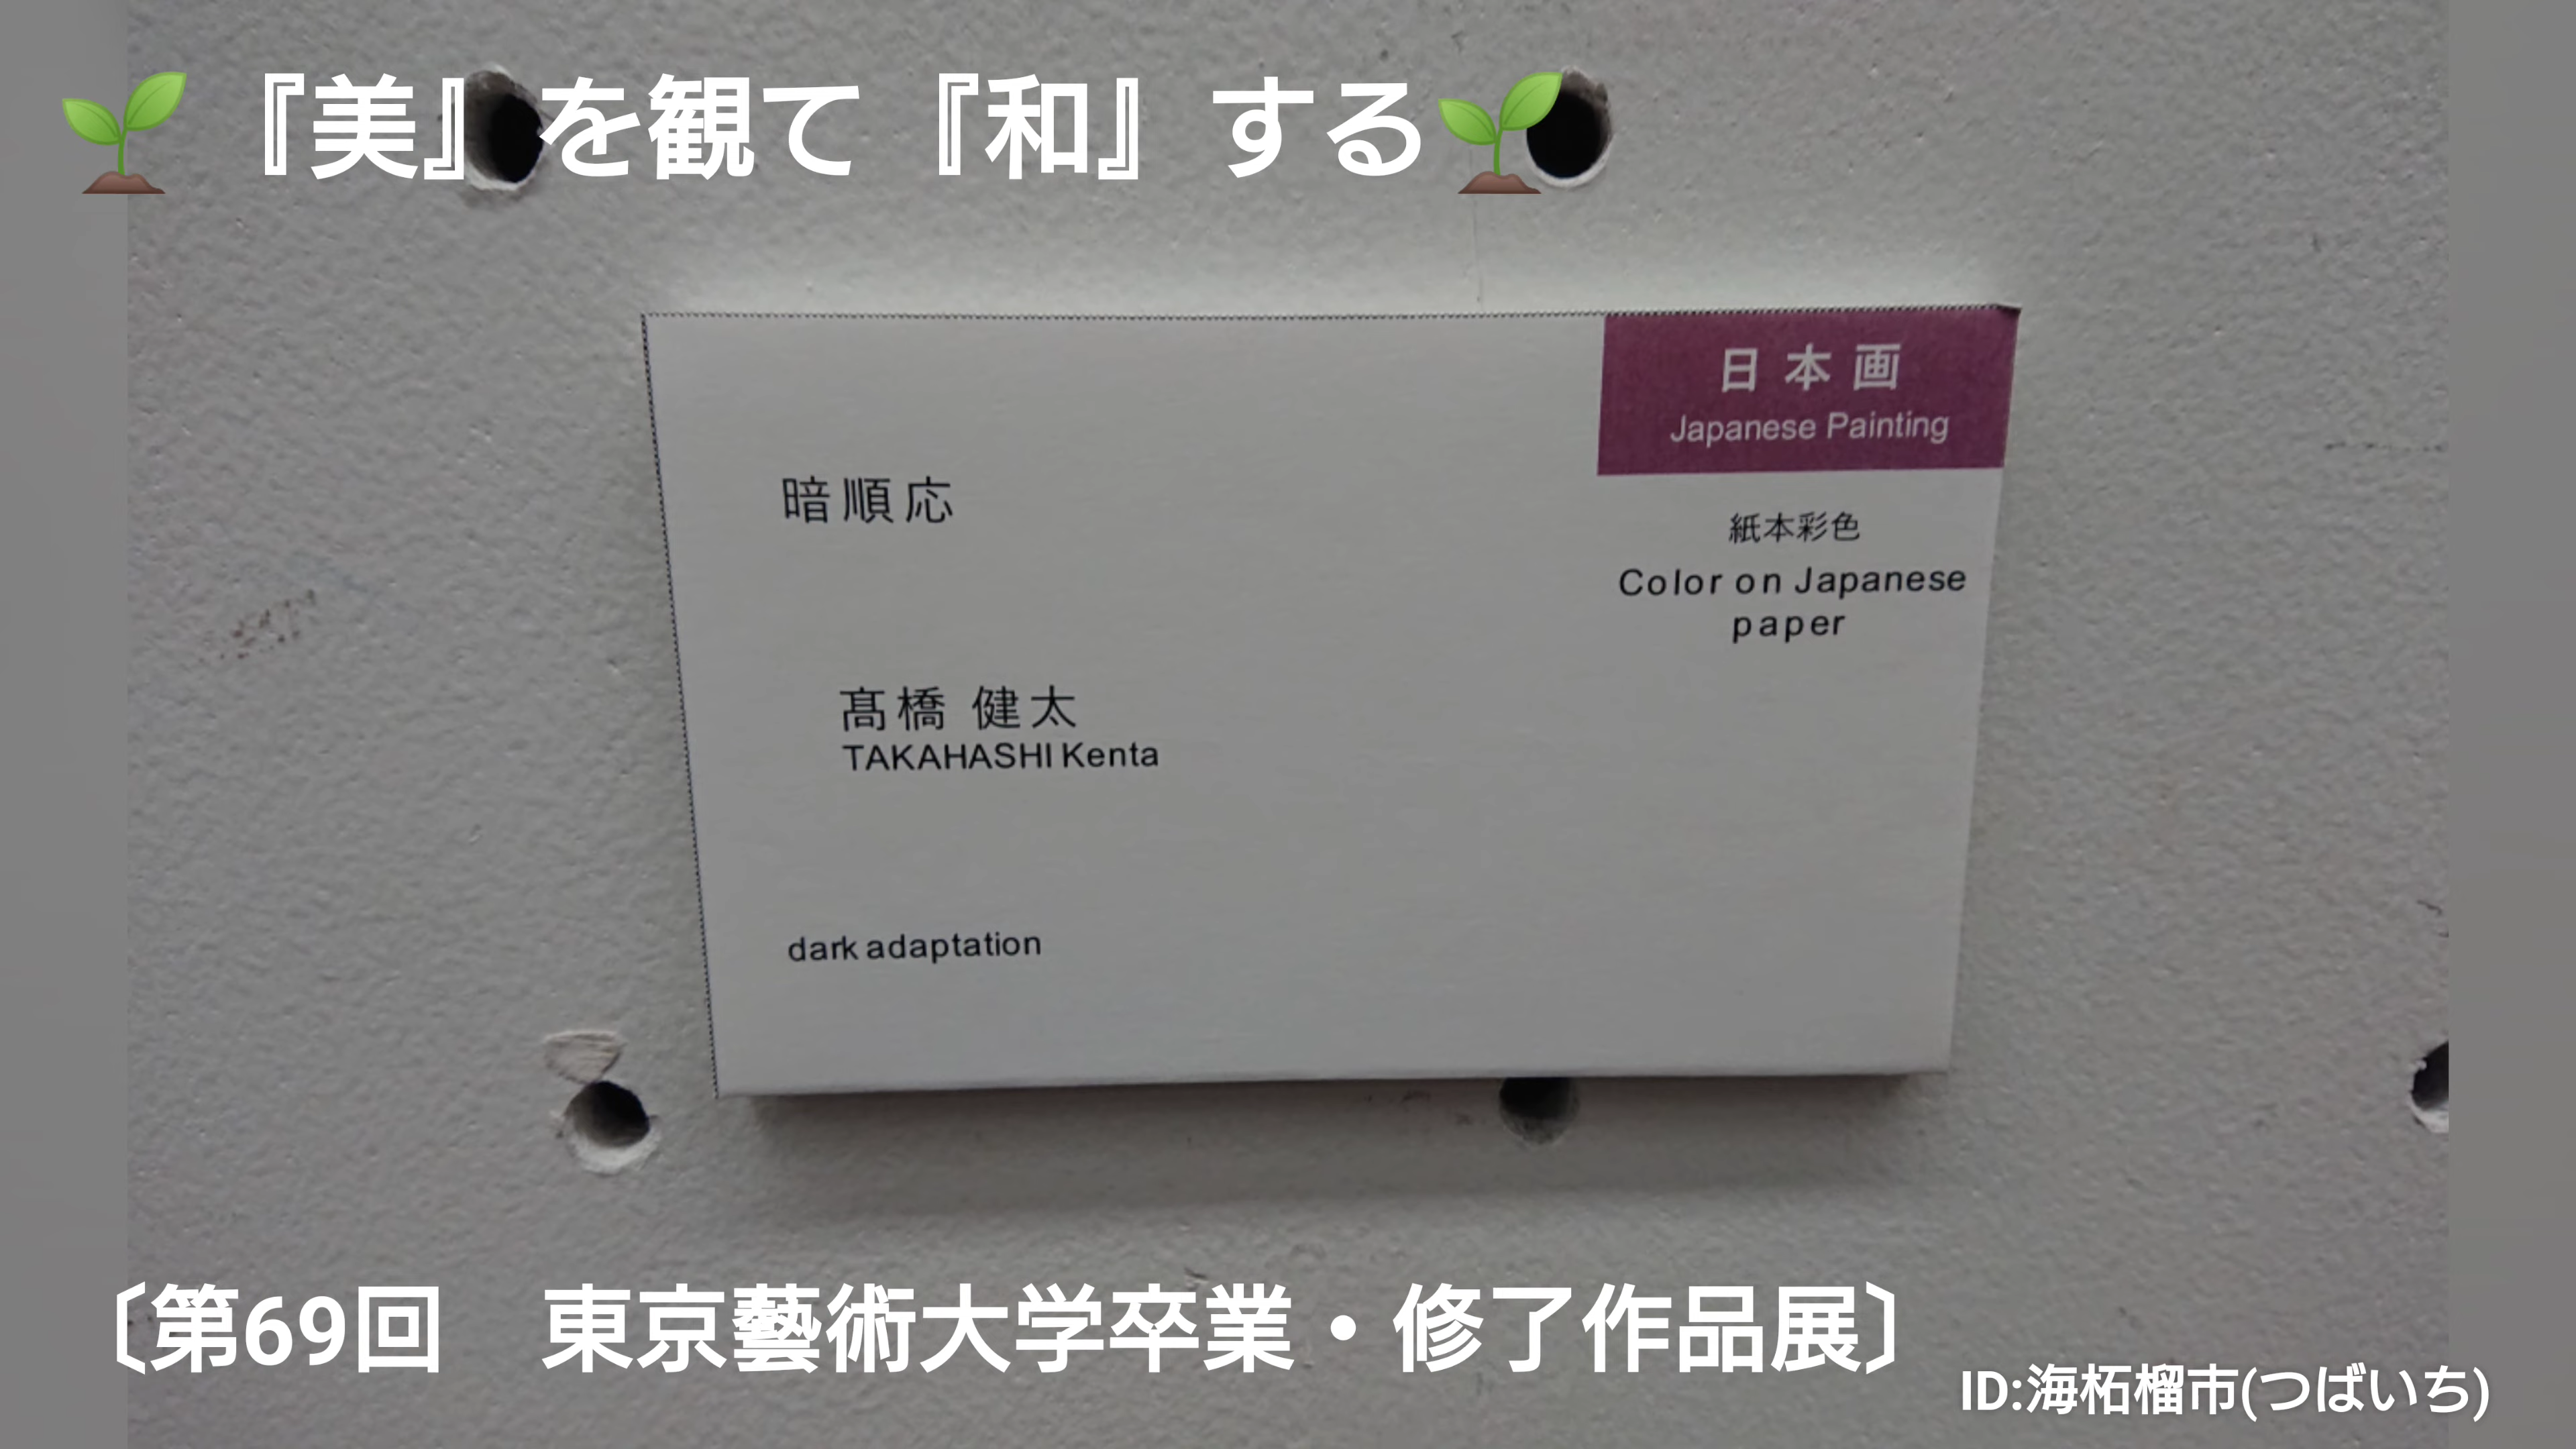 🌱『美』を観て『和』する🌱
日本画
Japanese Painting
暗順応
紙本彩色
Color on Japanese
paper
髙橋 健太
TAKAHASHI Kenta
dark adaptation
〔第69回　東京藝術大学卒業・修了作品展〕
ID:海柘榴市(つばいち)